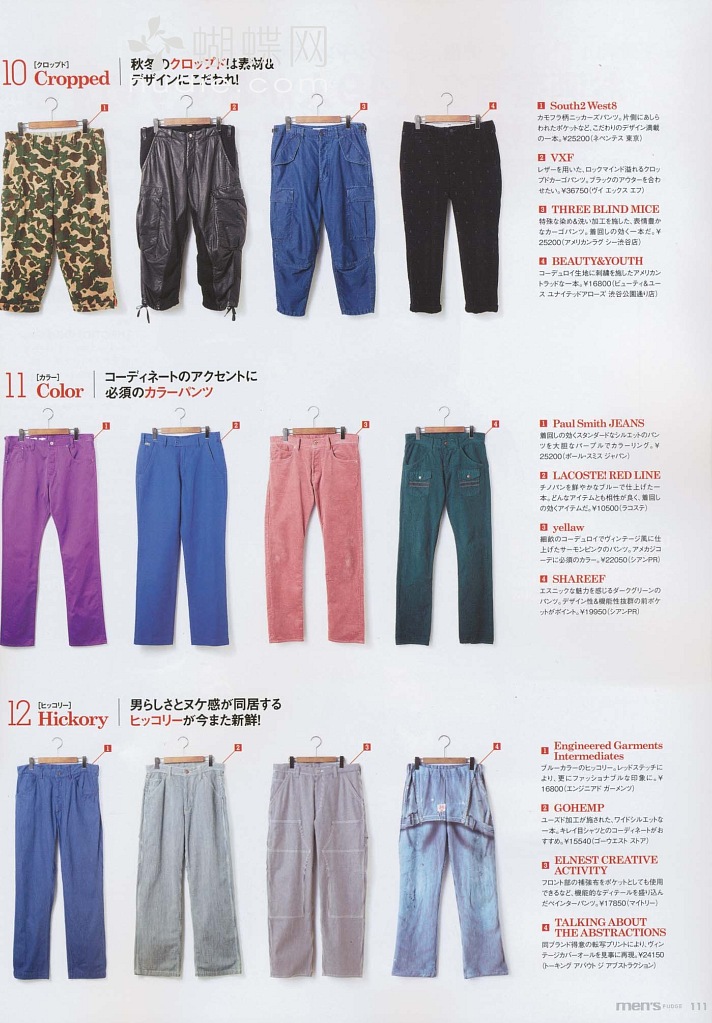 蝴蝶网
10
[クロップド]
Cropped
秋冬のクロップドは素材&
デザインにこだわれ!
1
2
3
4
1 South2 West8
カモフラ柄ニッカーズパンツ。片側にあしら
われたポケットなど、こだわりのデザイン満載
の一本。¥25200(ネペンテス 東京)
2 VXF
レザーを用いた、ロックマインド溢れるクロッ
プドカーゴパンツ。ブラックのアウターを合わ
せたい。¥36750(ヴイ エックス エフ)
3 THREE BLIND MICE
特殊な染め&洗い加工を施した、表情豊か
なカーゴパンツ。着回しの効く一本だ。¥
25200(アメリカンラグ シー渋谷店)
4 BEAUTY&YOUTH
コーデュロイ生地に刺繍を施したアメリカン
トラッドな一本。¥16800(ビューティ&ユー
ス ユナイテッドアローズ 渋谷公園通り店)
11
[カラー]
Color
コーディネートのアクセントに
必須のカラーパンツ
1
2
3
4
1 Paul Smith JEANS
着回しの効くスタンダードなシルエットのパン
ツを大胆なパープルでカラーリング。¥
25200(ポール・スミス ジャパン)
2 LACOSTE! RED LINE
チノパンを鮮やかなブルーで仕上げた一
本。どんなアイテムとも相性が良く、着回し
の効くアイテムだ。¥10500(ラコステ)
3 yellaw
細畝のコーデュロイでヴィンテージ風に仕
上げたサーモンピンクのパンツ。アメカジコ
ーデに必須のカラー。¥22050(シアンPR)
4 SHAREEF
エスニックな魅力を感じるダークグリーンの
パンツ。デザイン性&機能性抜群の前ポケ
ットがポイント。¥19950(シアンPR)
12
[ヒッコリー]
Hickory
男らしさとヌケ感が同居する
ヒッコリーが今また新鮮!
1
2
3
4
1 Engineered Garments
Intermediates
ブルーカラーのヒッコリー。レッドステッチに
より、更にファッショナブルな印象に。¥
16800(エンジニアド ガーメンツ)
2 GOHEMP
ユーズド加工が施された、ワイドシルエットな
一本。キレイ目シャツとのコーディネートがお
すすめ。¥15540(ゴーウエスト ストア)
3 ELNEST CREATIVE
ACTIVITY
フロント部の補強布をポケットとしても使用
できるなど、機能的なディテールを盛り込ん
だペインターパンツ。¥17850(マイトリー)
4 TALKING ABOUT
THE ABSTRACTIONS
同ブランド得意の転写プリントにより、ヴィン
テージカバーオールを見事に再現。¥24150
(トーキング アバウト ジ アブストラクション)
men's FUDGE 111